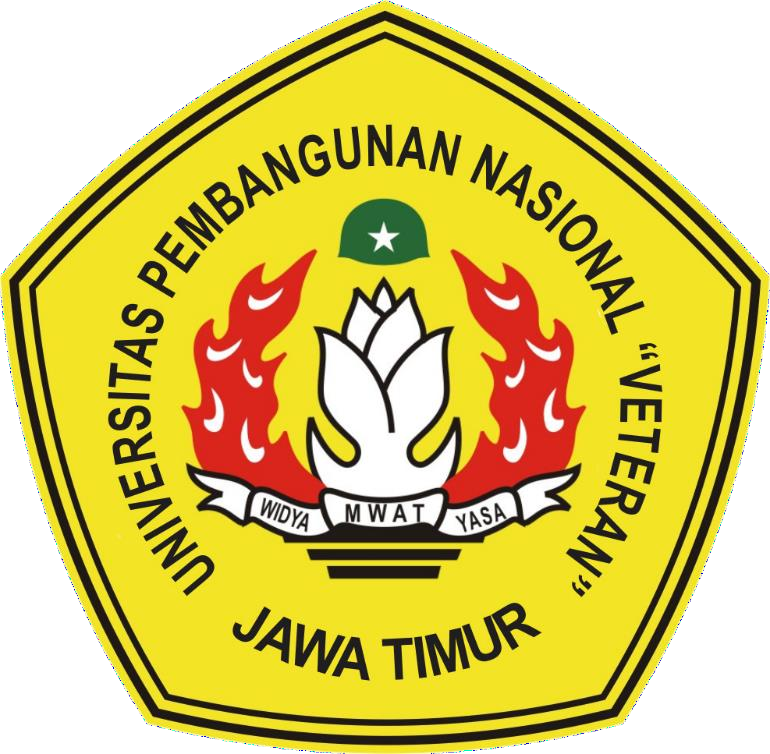 UNIVERSITAS PEMBANGUNAN NASIONAL “VETERAN”
WIDYA MWAT YASA
JAWA TIMUR